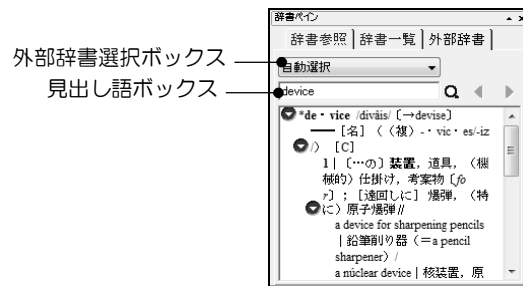 辞書ペイン
辞書参照 辞書一覧 外部辞書
外部辞書選択ボックス
自動選択
見出し語ボックス
device
*de・vice /diváis/ 〔→devise〕
── [名] ( (複) -・vic・es/-iz
/) [C]
1| 〔…の〕装置，道具，（機
械的）仕掛け，考案物〔fo
r〕；［遠回しに］爆弾，（特
に）原子爆弾//
a device for sharpening pencils
| 鉛筆削り器（＝a pencil
sharpener）/
a núclear device | 核装置，原